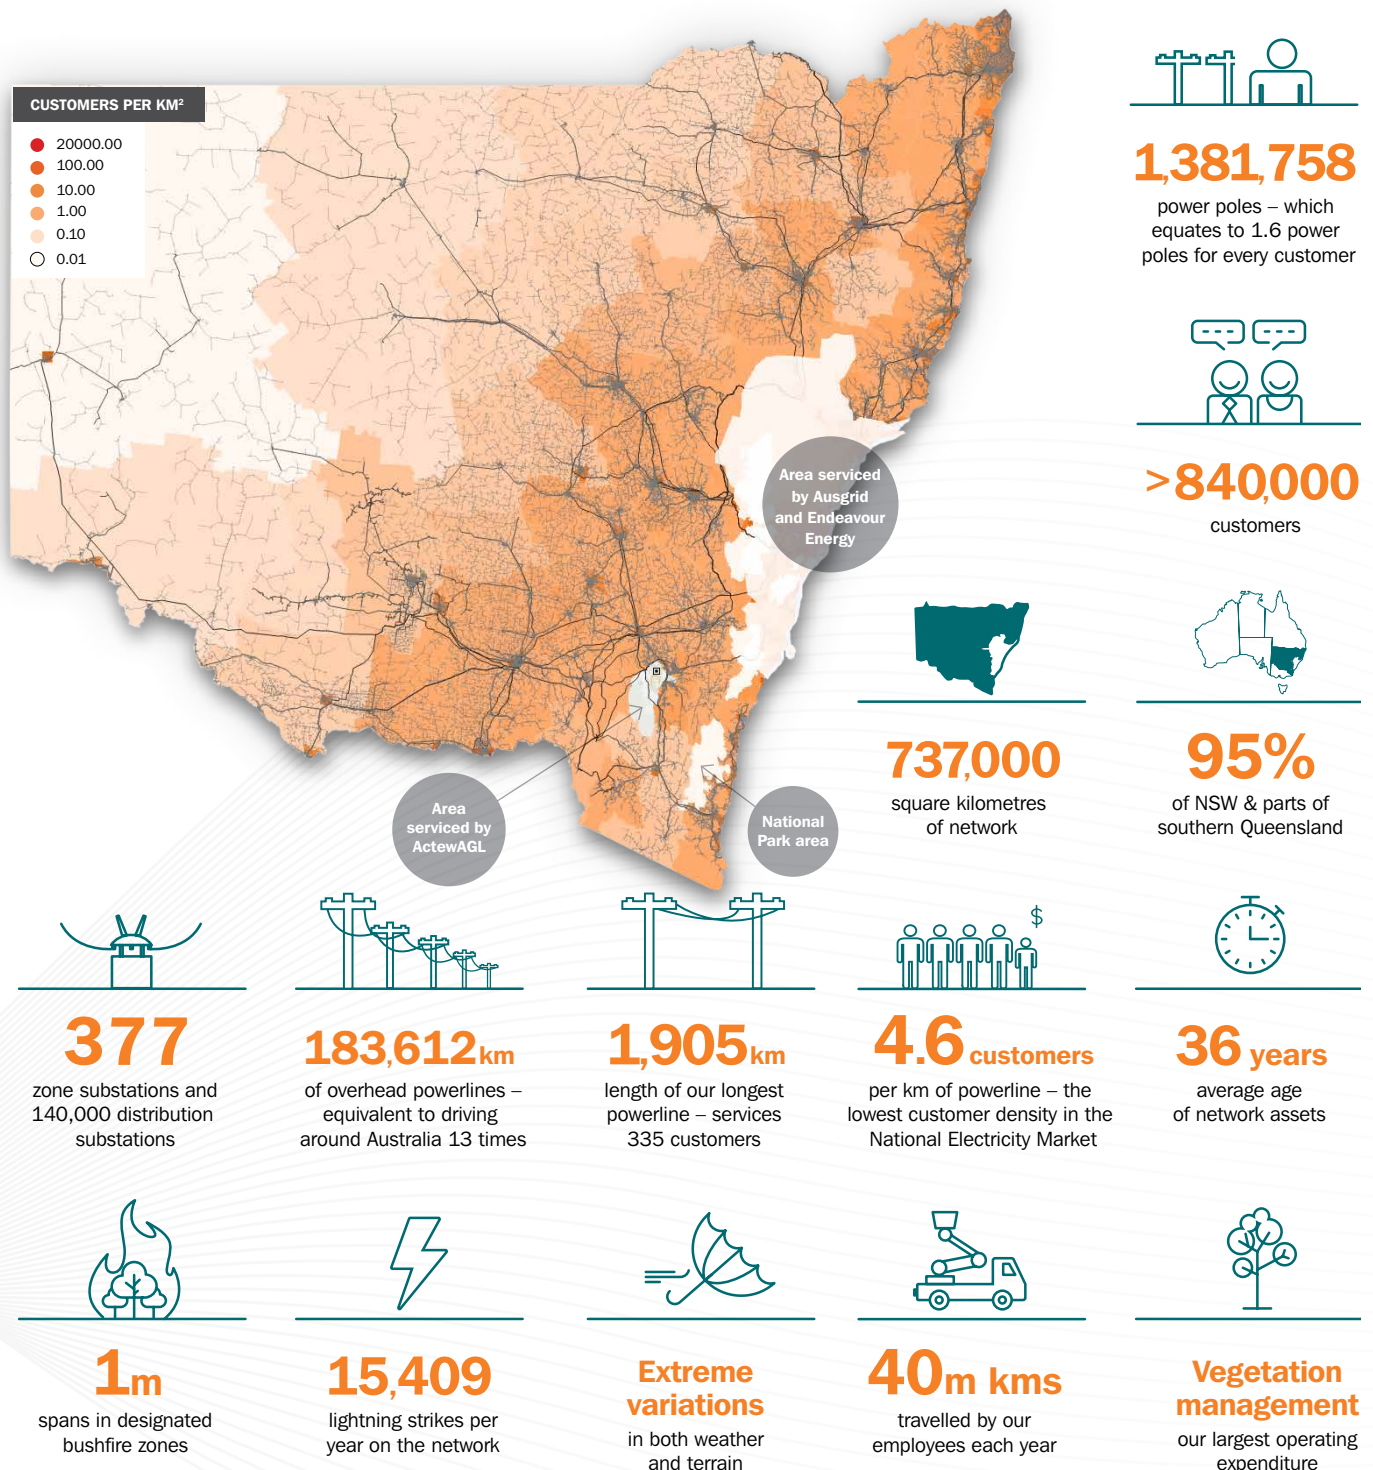 CUSTOMERS PER KM²
20000.00
100.00
10.00
1.00
0.10
0.01
Area serviced
by Ausgrid
and Endeavour
Energy
Area
serviced by
ActewAGL
National
Park area
1,381,758
power poles – which
equates to 1.6 power
poles for every customer
>840,000
customers
737,000
square kilometres
of network
95%
of NSW & parts of
southern Queensland
$
377
zone substations and
140,000 distribution
substations
183,612 km
of overhead powerlines –
equivalent to driving
around Australia 13 times
1,905 km
length of our longest
powerline – services
335 customers
4.6 customers
per km of powerline – the
lowest customer density in the
National Electricity Market
36 years
average age
of network assets
1m
spans in designated
bushfire zones
15,409
lightning strikes per
year on the network
Extreme
variations
in both weather
and terrain
40m kms
travelled by our
employees each year
Vegetation
management
our largest operating
expenditure